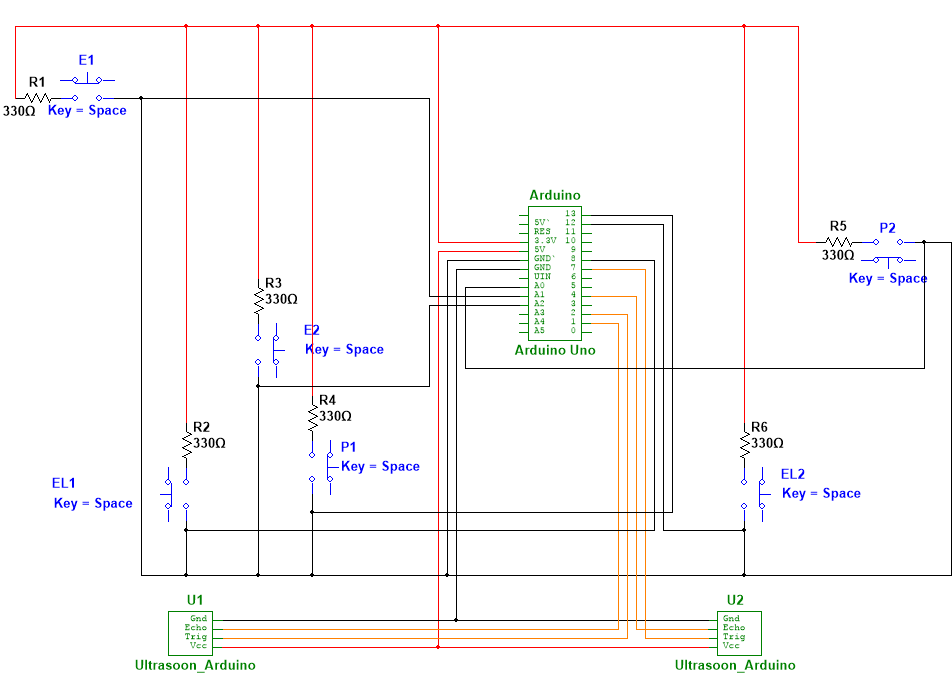 E1
R1
330Ω
Key = Space
Arduino
5V`
RES
3.3V
5V
GND`
GND
UIN
A0
A1
A2
A3
A4
A5
13
12
11
10
9
8
7
6
5
4
3
2
1
0
Arduino Uno
R5
330Ω
P2
Key = Space
R3
330Ω
E2
Key = Space
R4
330Ω
P1
Key = Space
R2
330Ω
EL1
Key = Space
R6
330Ω
EL2
Key = Space
U1
Gnd
Echo
Trig
Vcc
Ultrasoon_Arduino
U2
Gnd
Echo
Trig
Vcc
Ultrasoon_Arduino